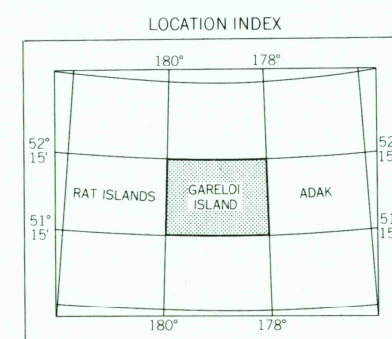 LOCATION INDEX
180° 178°
52° 15' 52 15
RAT ISLANDS GARELOI ISLAND ADAK
51° 15' 51 15
180° 178°